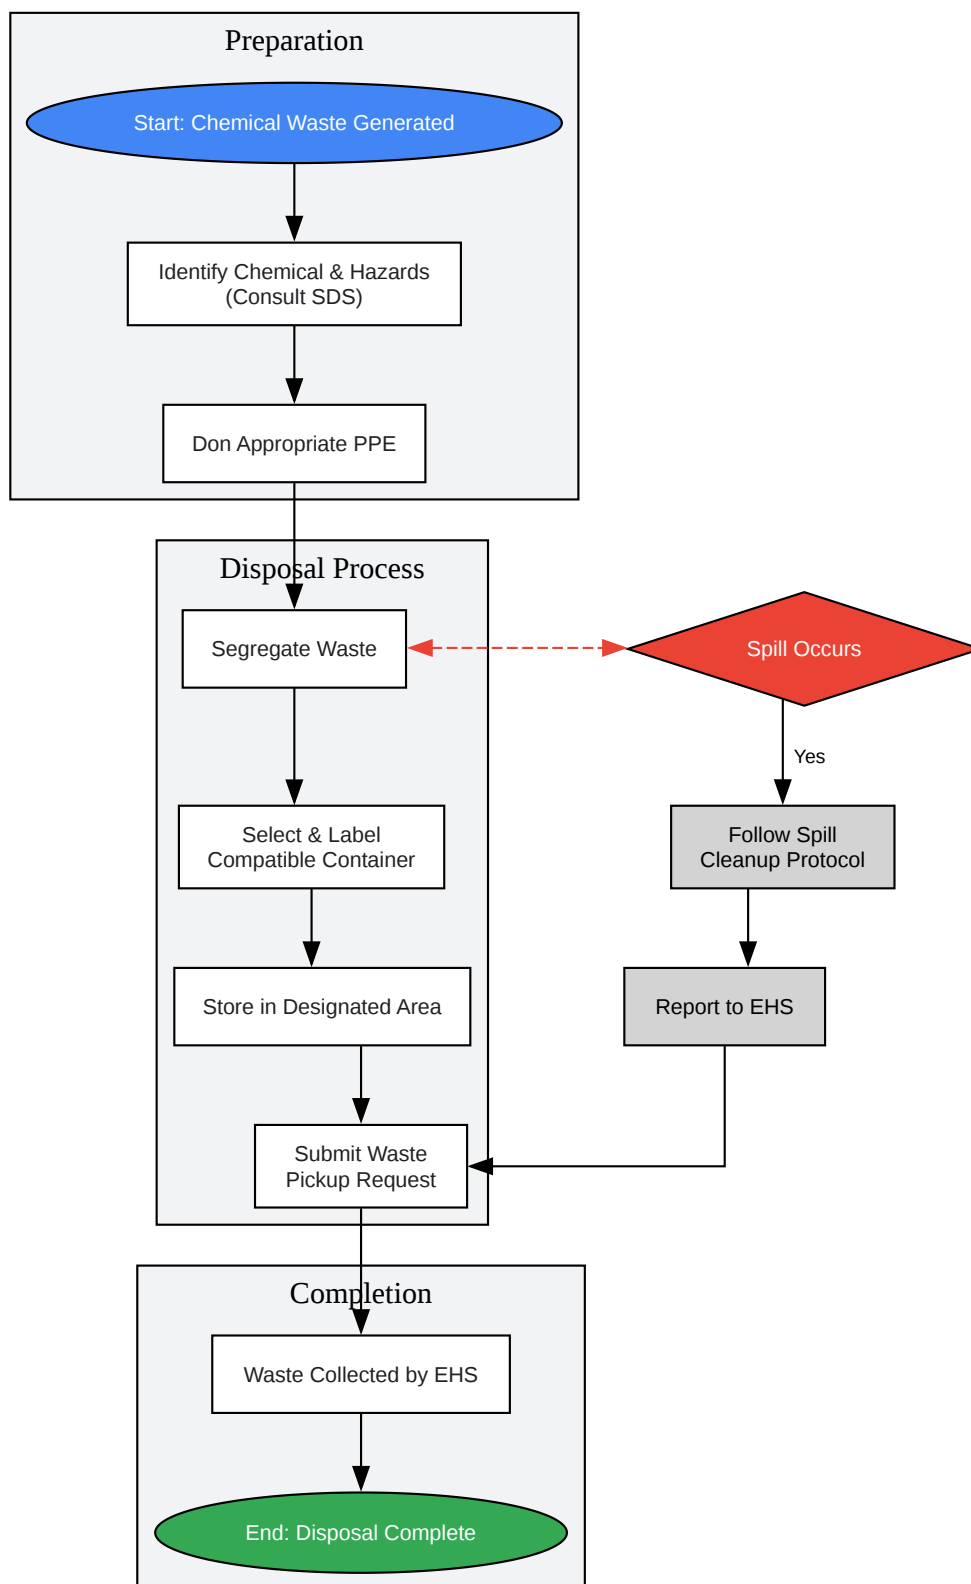 Preparation
Start: Chemical Waste Generated
Identify Chemical & Hazards
(Consult SDS)
Don Appropriate PPE
Disposal Process
Segregate Waste
Spill Occurs
Yes
Select & Label
Compatible Container
Follow Spill
Cleanup Protocol
Store in Designated Area
Report to EHS
Submit Waste
Pickup Request
Completion
Waste Collected by EHS
End: Disposal Complete